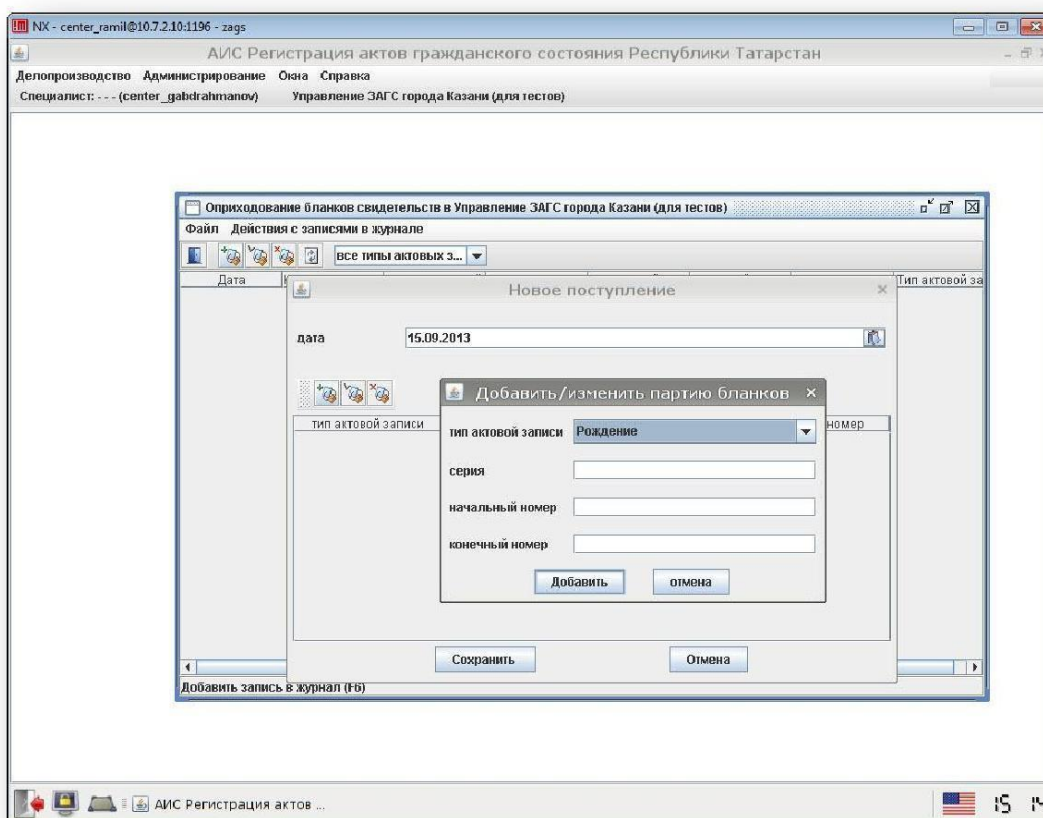 NX - center_ramil@10.7.2.10:1196 - zags
АИС Регистрация актов гражданского состояния Республики Татарстан
Делопроизводство Администрирование Окна Справка
Специалист: - - - (center_gabdrahmanov) Управление ЗАГС города Казани (для тестов)
Оприходование бланков свидетельств в Управление ЗАГС города Казани (для тестов)
Файл Действия с записями в журнале
все типы актовых з...
Дата Тип актовой за
Новое поступление
дата 15.09.2013
Добавить/изменить партию бланков
тип актовой записи номер
тип актовой записи Рождение
серия
начальный номер
конечный номер
Добавить отмена
Сохранить Отмена
Добавить запись в журнал (F6)
АИС Регистрация актов ...
15